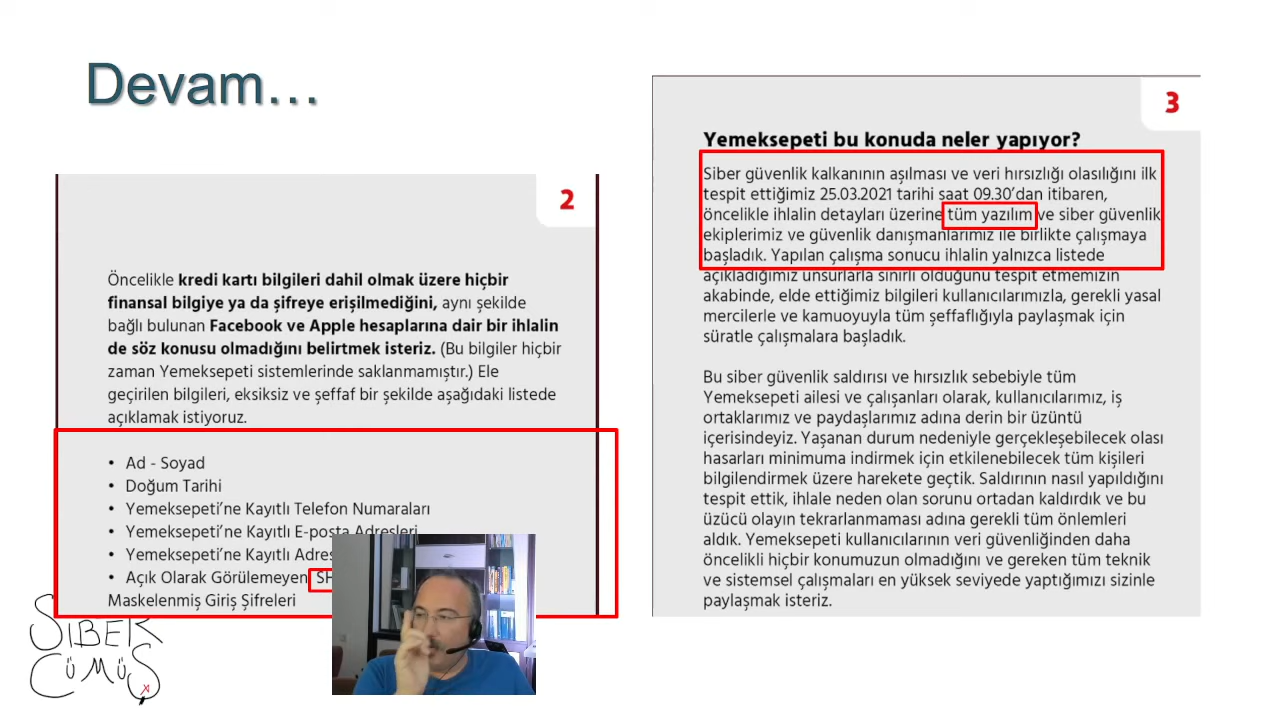 Devam…
2
Öncelikle kredi kartı bilgileri dahil olmak üzere hiçbir
finansal bilgiye ya da şifreye erişilmediğini, aynı şekilde
bağlı bulunan Facebook ve Apple hesaplarına dair bir ihlalin
de söz konusu olmadığını belirtmek isteriz. (Bu bilgiler hiçbir
zaman Yemeksepeti sistemlerinde saklanmamıştır.) Ele
geçirilen bilgileri, eksiksiz ve şeffaf bir şekilde aşağıdaki listede
açıklamak istiyoruz.
• Ad - Soyad
• Doğum Tarihi
• Yemeksepeti’ne Kayıtlı Telefon Numaraları
• Yemeksepeti’ne Kayıtlı E-posta Adresleri
• Yemeksepeti’ne Kayıtlı Adres
• Açık Olarak Görülemeyen, SH
Maskelenmiş Giriş Şifreleri
SİBER
CÜMÜŞ
3
Yemeksepeti bu konuda neler yapıyor?
Siber güvenlik kalkanının aşılması ve veri hırsızlığı olasılığını ilk
tespit ettiğimiz 25.03.2021 tarihi saat 09.30’dan itibaren,
öncelikle ihlalin detayları üzerine tüm yazılım ve siber güvenlik
ekiplerimiz ve güvenlik danışmanlarımız ile birlikte çalışmaya
başladık. Yapılan çalışma sonucu ihlalin yalnızca listede
açıkladığımız unsurlarla sınırlı olduğunu tespit etmemizin
akabinde, elde ettiğimiz bilgileri kullanıcılarımızla, gerekli yasal
mercilerle ve kamuoyuyla tüm şeffaflığıyla paylaşmak için
süratle çalışmalara başladık.
Bu siber güvenlik saldırısı ve hırsızlık sebebiyle tüm
Yemeksepeti ailesi ve çalışanları olarak, kullanıcılarımız, iş
ortaklarımız ve paydaşlarımız adına derin bir üzüntü
içerisindeyiz. Yaşanan durum nedeniyle gerçekleşebilecek olası
hasarları minimuma indirmek için etkilenebilecek tüm kişileri
bilgilendirmek üzere harekete geçtik. Saldırının nasıl yapıldığını
tespit ettik, ihlale neden olan sorunu ortadan kaldırdık ve bu
üzücü olayın tekrarlanmaması adına gerekli tüm önlemleri
aldık. Yemeksepeti kullanıcılarının veri güvenliğinden daha
öncelikli hiçbir konumuzun olmadığını ve gereken tüm teknik
ve sistemsel çalışmaları en yüksek seviyede yaptığımızı sizinle
paylaşmak isteriz.